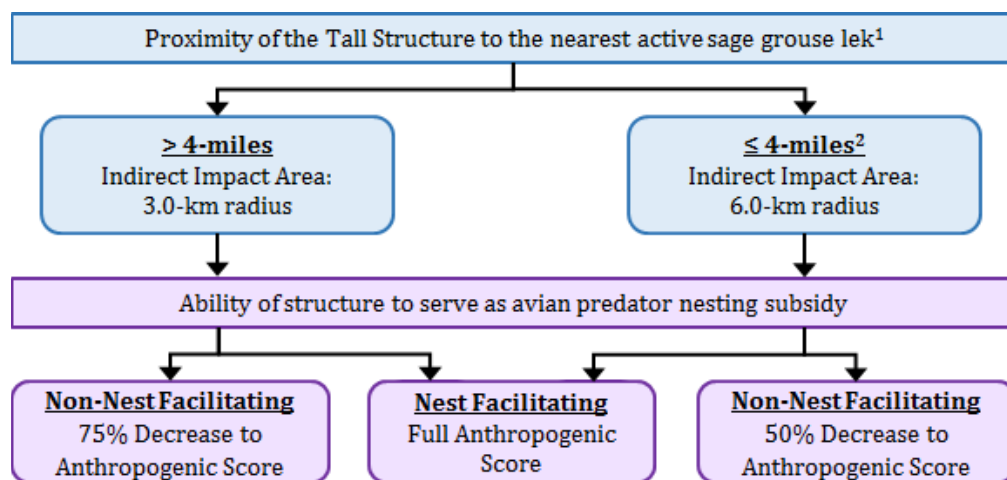 Proximity of the Tall Structure to the nearest active sage grouse lek¹
> 4-miles
Indirect Impact Area:
3.0-km radius
≤ 4-miles²
Indirect Impact Area:
6.0-km radius
Ability of structure to serve as avian predator nesting subsidy
Non-Nest Facilitating
75% Decrease to
Anthropogenic Score
Nest Facilitating
Full Anthropogenic
Score
Non-Nest Facilitating
50% Decrease to
Anthropogenic Score